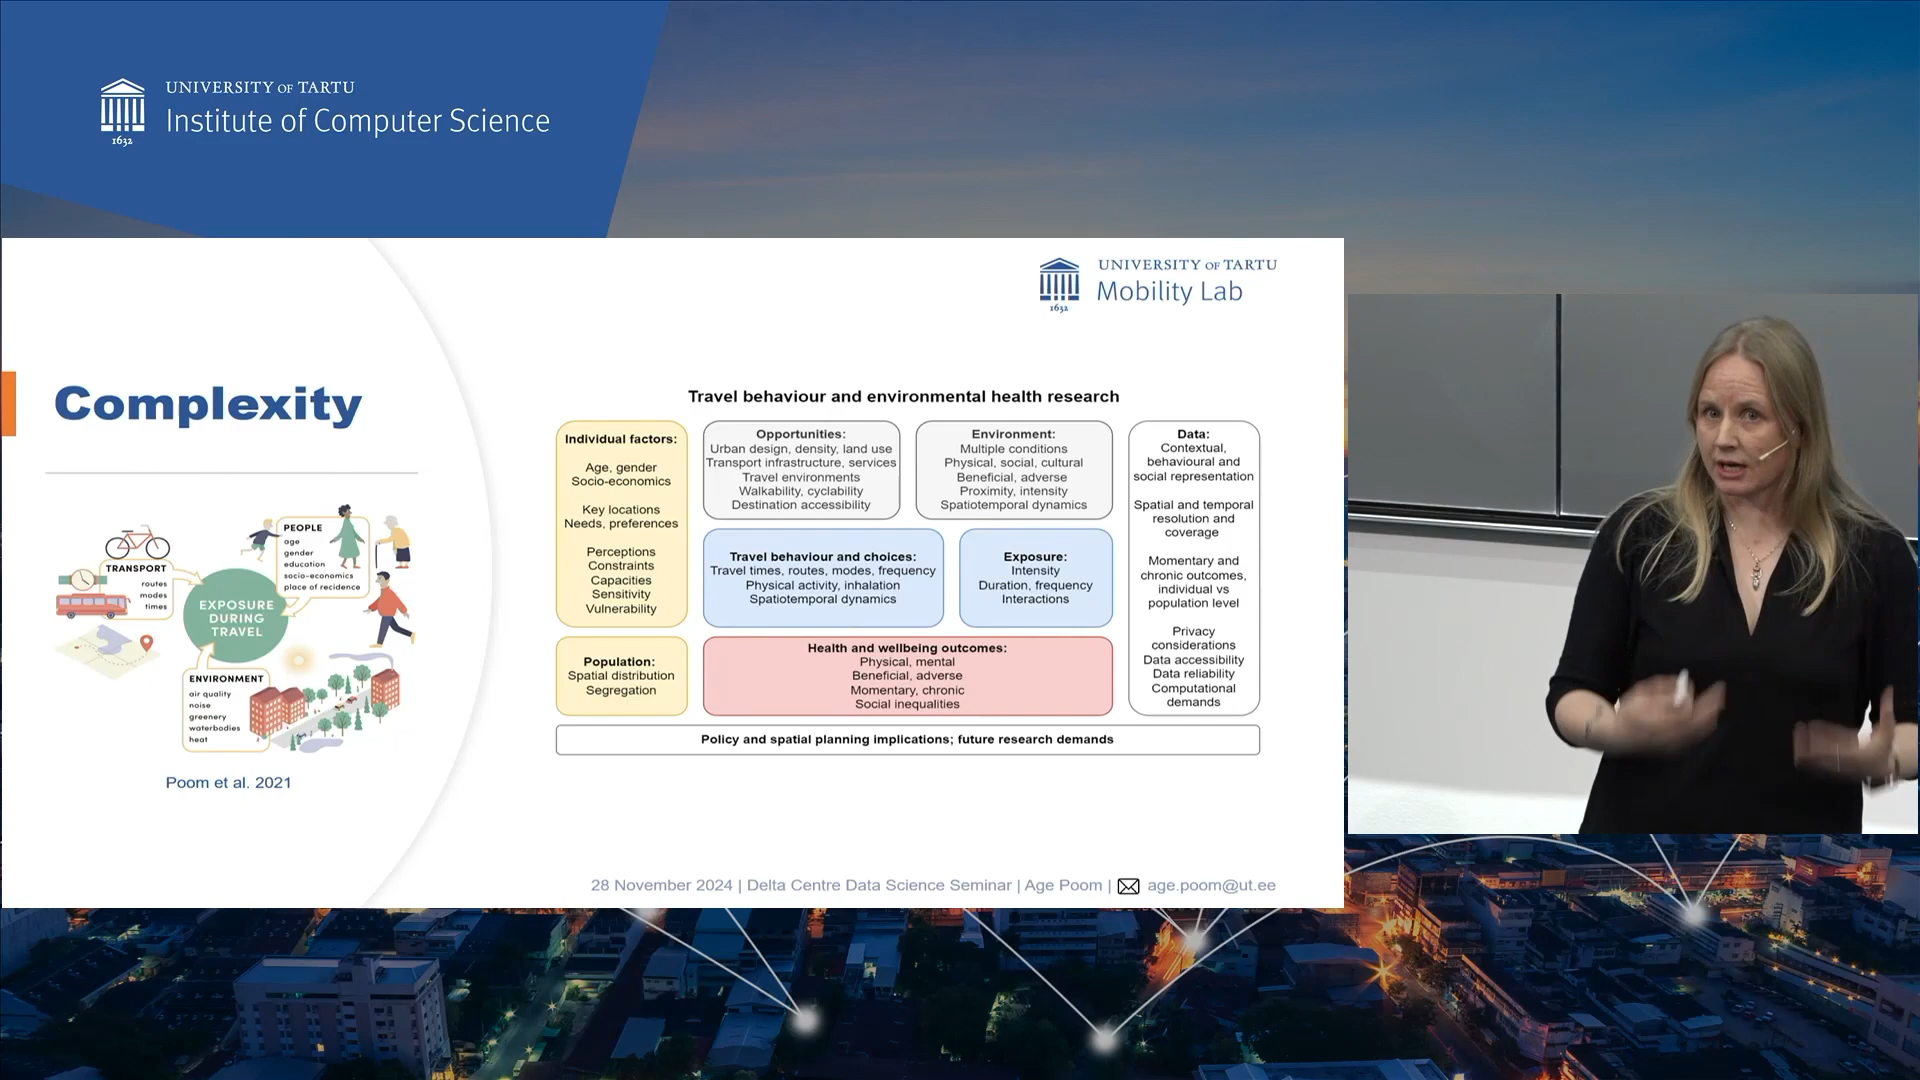 UNIVERSITY OF TARTU
Institute of Computer Science
1632
UNIVERSITY OF TARTU
Mobility Lab
1632
Complexity
PEOPLE
age
gender
education
socio-economics
place of residence
TRANSPORT
routes
modes
times
EXPOSURE
DURING
TRAVEL
ENVIRONMENT
air quality
noise
greenery
waterbodies
heat
Poom et al. 2021
Travel behaviour and environmental health research
Individual factors:
Age, gender
Socio-economics
Key locations
Needs, preferences
Perceptions
Constraints
Capacities
Sensitivity
Vulnerability
Opportunities:
Urban design, density, land use
Transport infrastructure, services
Travel environments
Walkability, cyclability
Destination accessibility
Environment:
Multiple conditions
Physical, social, cultural
Beneficial, adverse
Proximity, intensity
Spatiotemporal dynamics
Data:
Contextual,
behavioural and
social representation
Spatial and temporal
resolution and
coverage
Momentary and
chronic outcomes,
individual vs
population level
Privacy
considerations
Data accessibility
Data reliability
Computational
demands
Travel behaviour and choices:
Travel times, routes, modes, frequency
Physical activity, inhalation
Spatiotemporal dynamics
Exposure:
Intensity
Duration, frequency
Interactions
Population:
Spatial distribution
Segregation
Health and wellbeing outcomes:
Physical, mental
Beneficial, adverse
Momentary, chronic
Social inequalities
Policy and spatial planning implications; future research demands
28 November 2024 | Delta Centre Data Science Seminar | Age Poom | age.poom@ut.ee